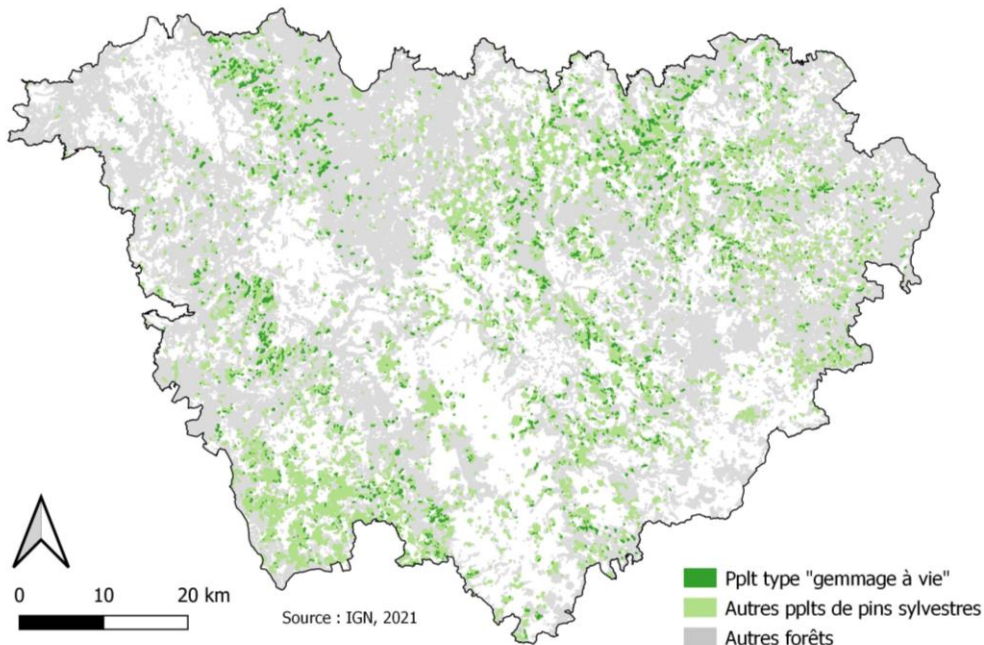 Pplt type "gemmage à vie"
Autres pplts de pins sylvestres
Autres forêts
0 10 20 km
Source : IGN, 2021